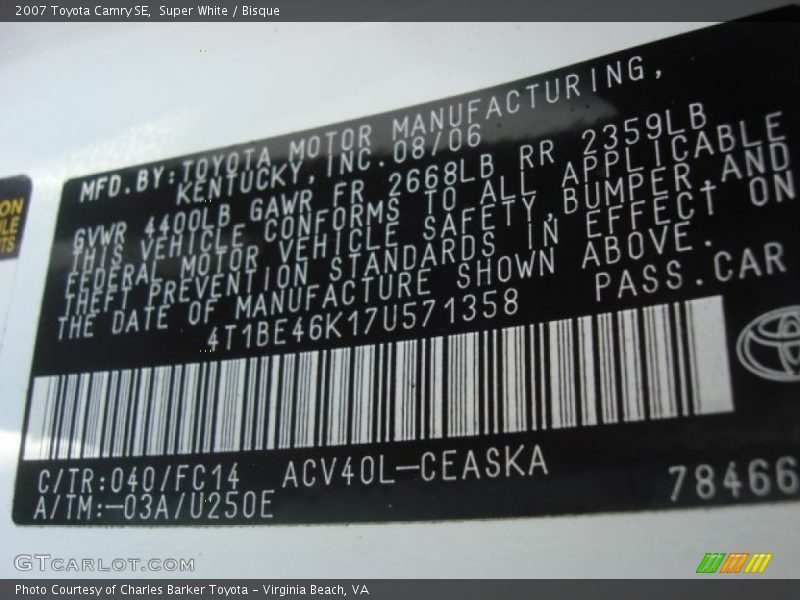 2007 Toyota Camry SE, Super White / Bisque
MFD.BY:TOYOTA MOTOR MANUFACTURING,
KENTUCKY,INC.08/06
GVWR 4400LB GAWR FR 2668LB RR 2359LB
THIS VEHICLE CONFORMS TO ALL APPLICABLE
FEDERAL MOTOR VEHICLE SAFETY,BUMPER,AND
THEFT PREVENTION STANDARDS IN EFFECT ON
THE DATE OF MANUFACTURE SHOWN ABOVE.
4T1BE46K17U571358 PASS.CAR
C/TR:040/FC14 ACV40L-CEASKA
A/TM:-03A/U250E 78466
GTCARLOT.COM
Photo Courtesy of Charles Barker Toyota - Virginia Beach, VA